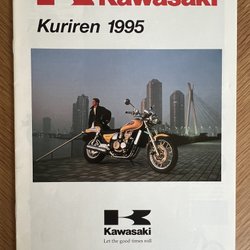 Kawasaki
Kuriren 1995
Kawasaki
Let the good times roll